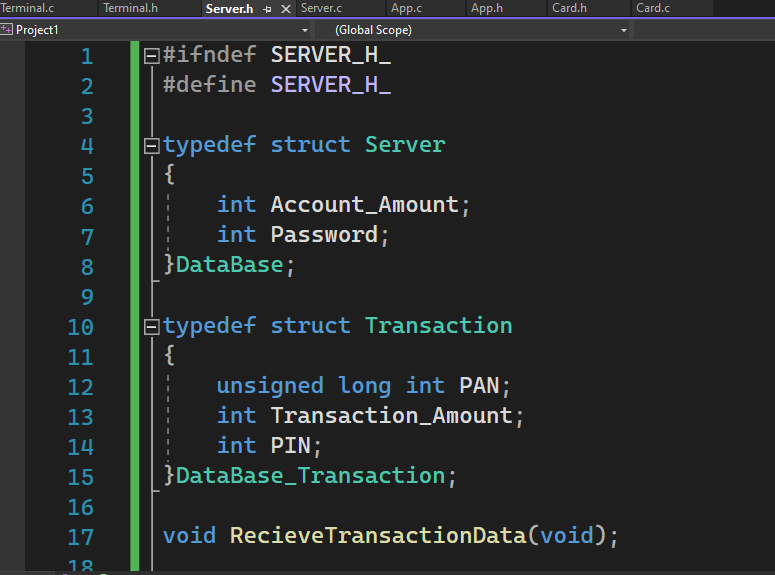 Terminal.c Terminal.h Server.h Server.c App.c App.h Card.h Card.c
Project1 (Global Scope)
1 #ifndef SERVER_H_
2 #define SERVER_H_
3
4 typedef struct Server
5 {
6 int Account_Amount;
7 int Password;
8 }DataBase;
9
10 typedef struct Transaction
11 {
12 unsigned long int PAN;
13 int Transaction_Amount;
14 int PIN;
15 }DataBase_Transaction;
16
17 void RecieveTransactionData(void);
18